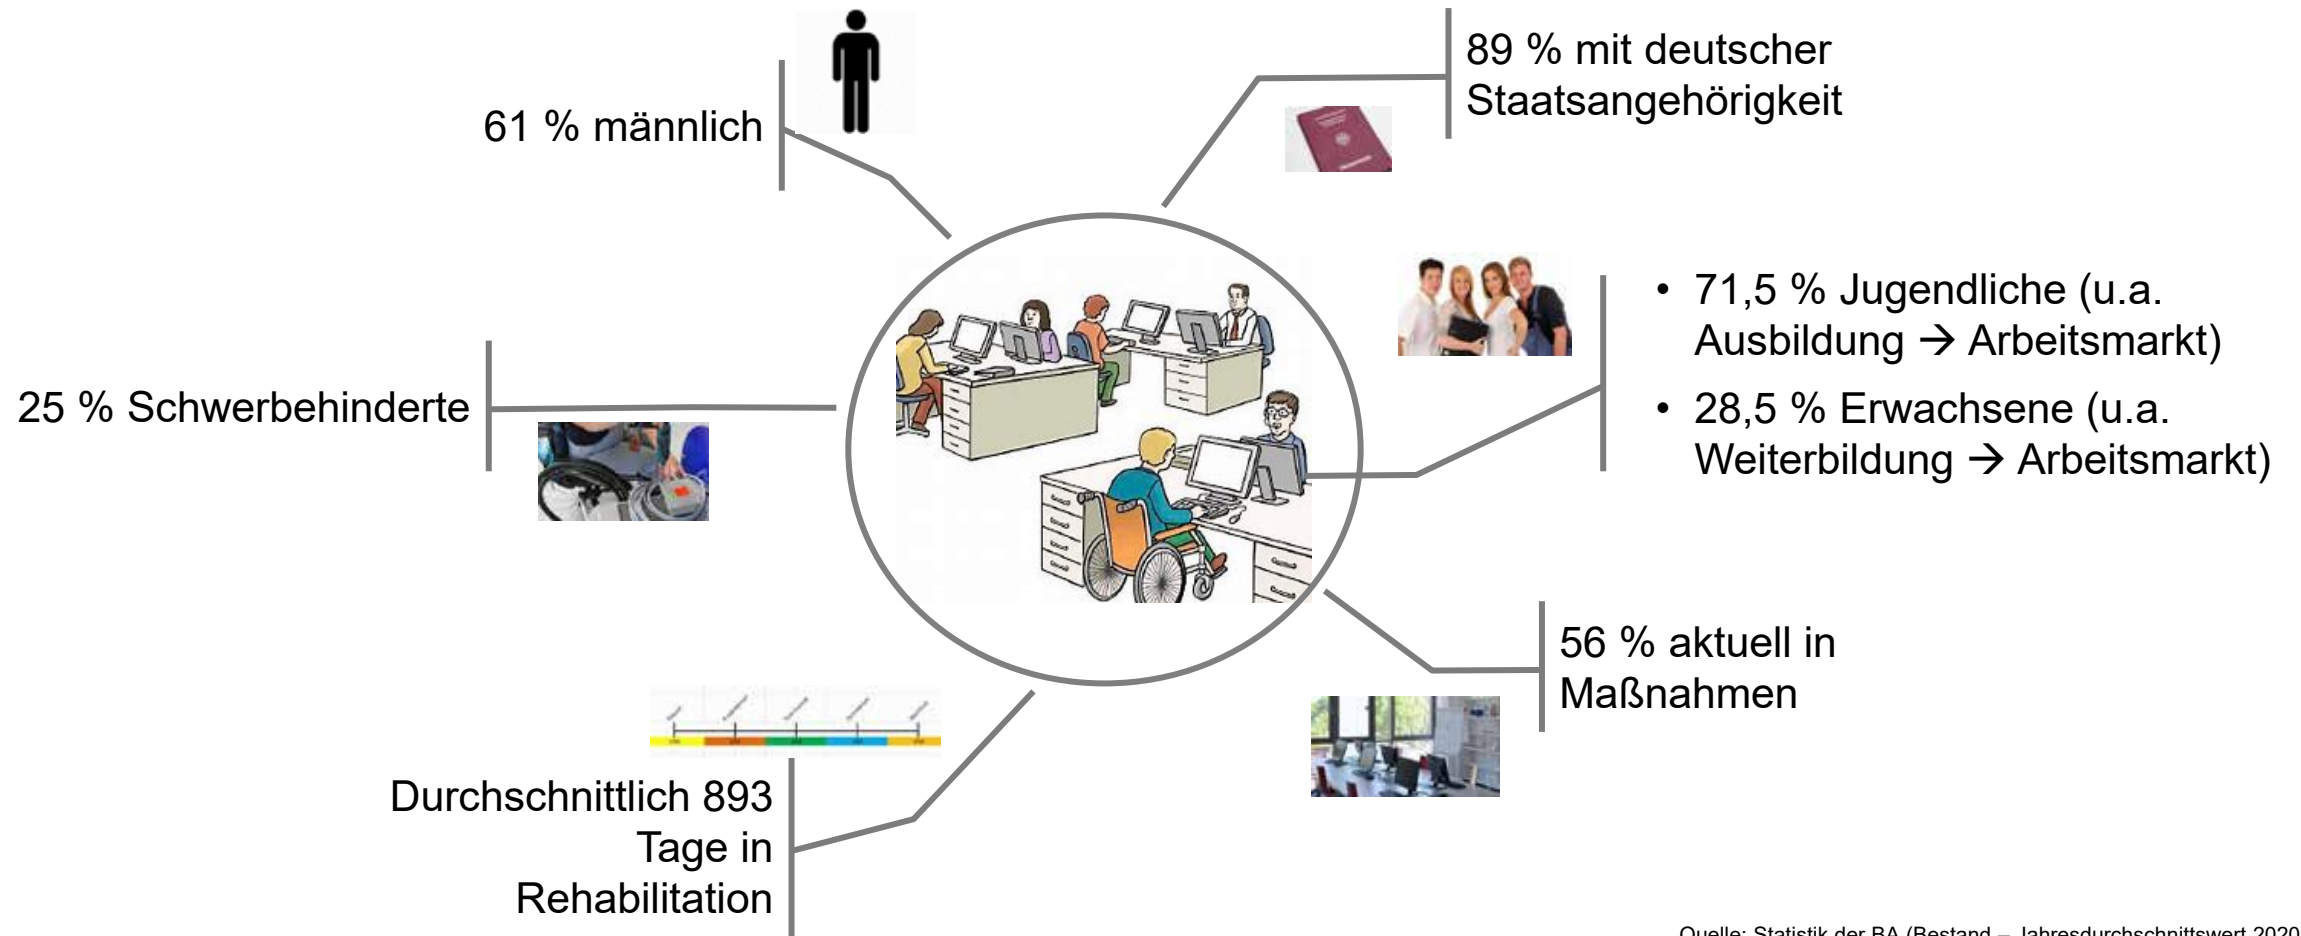 61 % männlich
89 % mit deutscher
Staatsangehörigkeit
25 % Schwerbehinderte
• 71,5 % Jugendliche (u.a.
Ausbildung → Arbeitsmarkt)
• 28,5 % Erwachsene (u.a.
Weiterbildung → Arbeitsmarkt)
56 % aktuell in
Maßnahmen
Durchschnittlich 893
Tage in
Rehabilitation
Quelle: Statistik der BA (Bestand – Jahresdurchschnittswert 2020